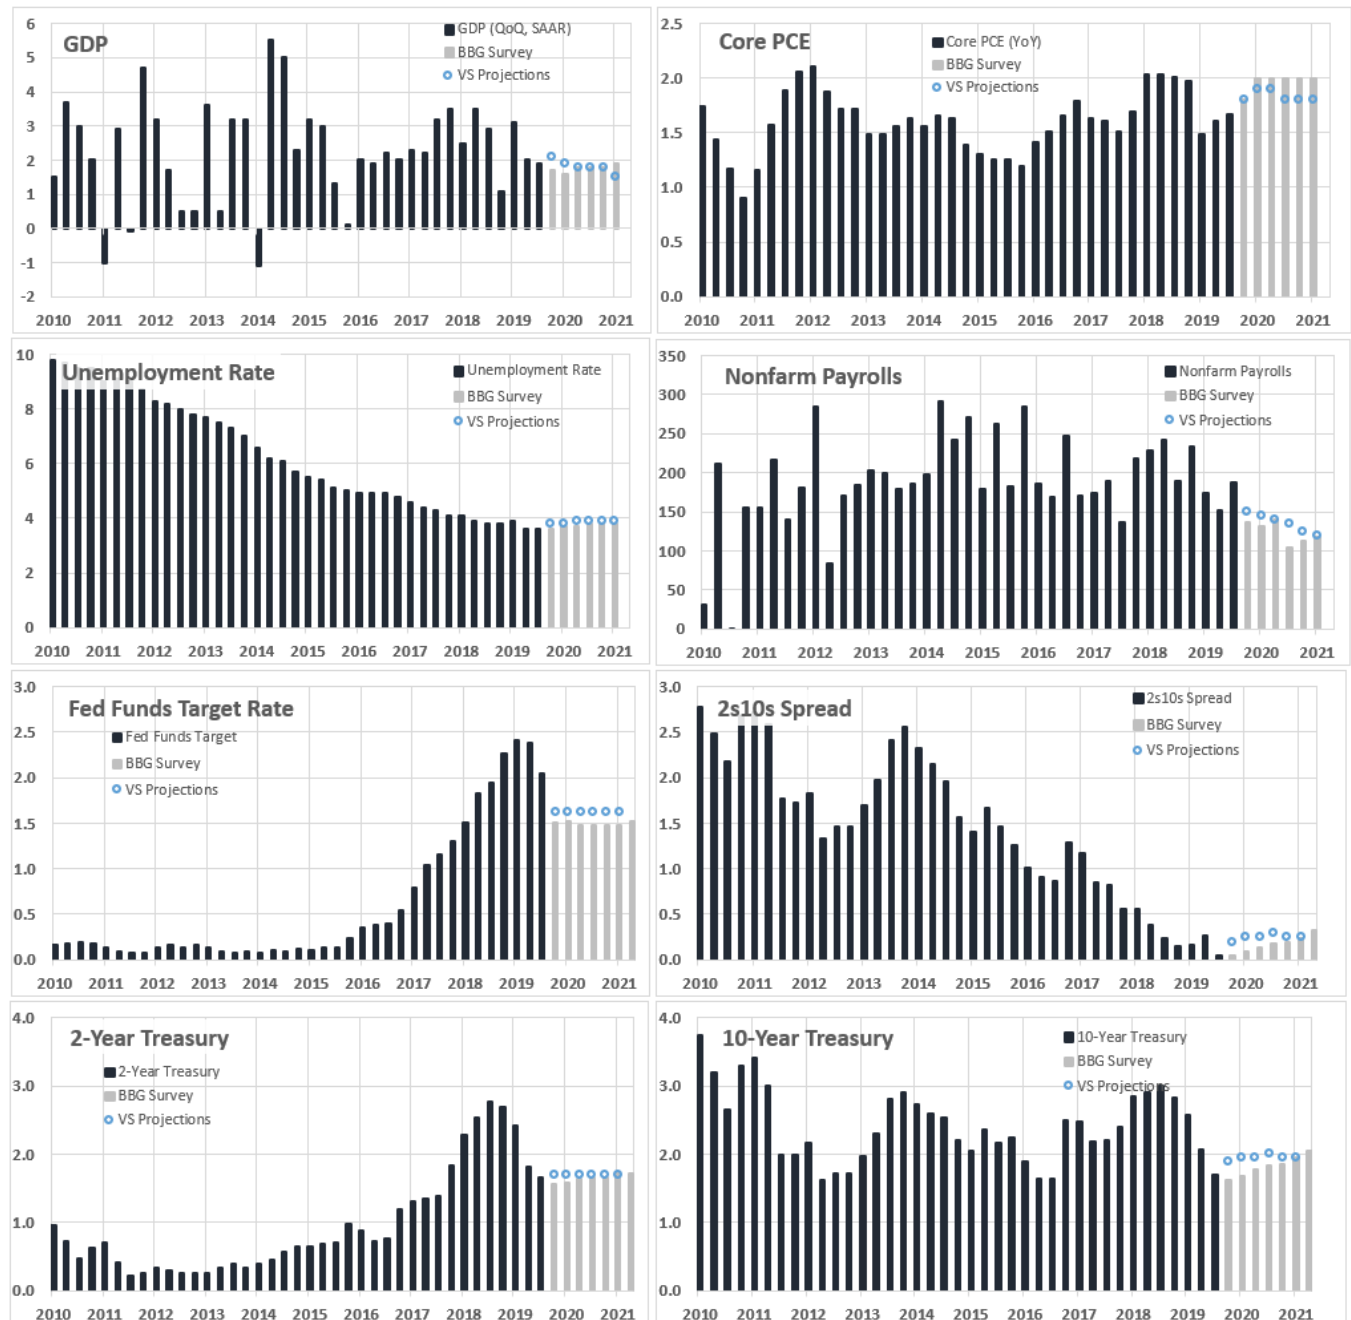 GDP
GDP (QoQ, SAAR)
BBG Survey
VS Projections
6
5
4
3
2
1
0
-1
-2
2010 2011 2012 2013 2014 2015 2016 2017 2018 2019 2020 2021
Core PCE
Core PCE (YoY)
BBG Survey
VS Projections
2.5
2.0
1.5
1.0
0.5
0.0
2010 2011 2012 2013 2014 2015 2016 2017 2018 2019 2020 2021
Unemployment Rate
Unemployment Rate
BBG Survey
VS Projections
10
8
6
4
2
0
2010 2011 2012 2013 2014 2015 2016 2017 2018 2019 2020 2021
Nonfarm Payrolls
Nonfarm Payrolls
BBG Survey
VS Projections
350
300
250
200
150
100
50
0
2010 2011 2012 2013 2014 2015 2016 2017 2018 2019 2020 2021
Fed Funds Target Rate
Fed Funds Target
BBG Survey
VS Projections
3.0
2.5
2.0
1.5
1.0
0.5
0.0
2010 2011 2012 2013 2014 2015 2016 2017 2018 2019 2020 2021
2s10s Spread
2s10s Spread
BBG Survey
VS Projections
3.0
2.5
2.0
1.5
1.0
0.5
0.0
2010 2011 2012 2013 2014 2015 2016 2017 2018 2019 2020 2021
2-Year Treasury
2-Year Treasury
BBG Survey
VS Projections
4.0
3.0
2.0
1.0
0.0
2010 2011 2012 2013 2014 2015 2016 2017 2018 2019 2020 2021
10-Year Treasury
10-Year Treasury
BBG Survey
VS Projections
4.0
3.0
2.0
1.0
0.0
2010 2011 2012 2013 2014 2015 2016 2017 2018 2019 2020 2021